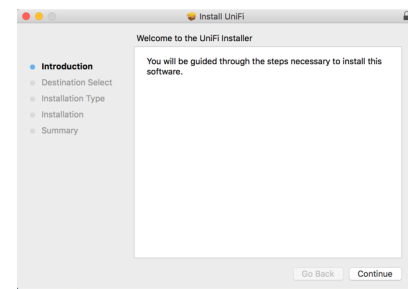 Install UniFi
Welcome to the UniFi Installer
Introduction
Destination Select
Installation Type
Installation
Summary
You will be guided through the steps necessary to install this
software.
Go Back
Continue